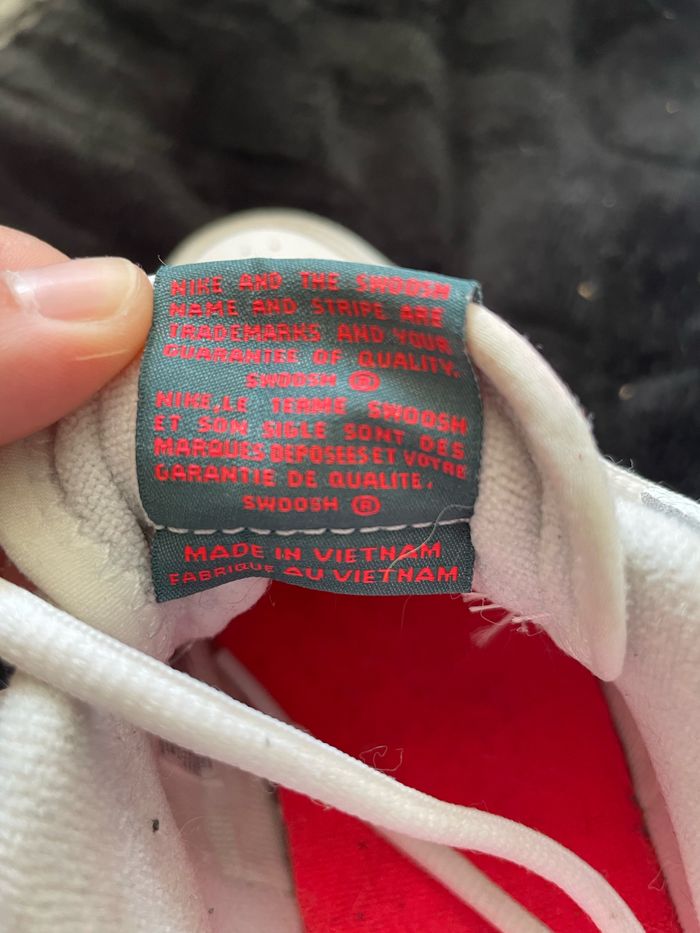 NIKE AND THE SWOOSH
NAME AND STRIPE ARE
TRADEMARKS AND YOUR
GUARANTEE OF QUALITY.
SWOOSH ®
NIKE,LE TERME SWOOSH
ET SON SIGLE SONT DES
MARQUES DEPOSEES ET VOTRE
GARANTIE DE QUALITE.
SWOOSH ®
MADE IN VIETNAM
FABRIQUE AU VIETNAM